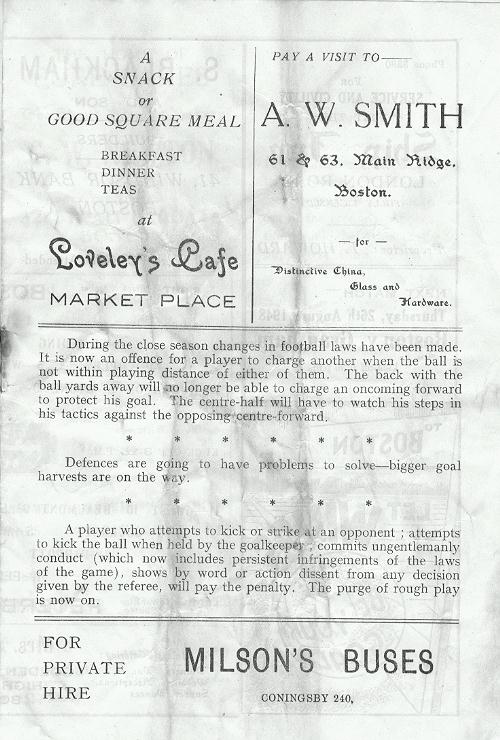 A
SNACK
or
GOOD SQUARE MEAL
BREAKFAST
DINNER
TEAS
at
Loveley's Cafe
MARKET PLACE
PAY A VISIT TO
A. W. SMITH
61 & 63, Main Ridge,
Boston.
— for —
Distinctive China,
Glass and
Hardware.
During the close season changes in football laws have been made.
It is now an offence for a player to charge another when the ball is
not within playing distance of either of them. The back with the
ball yards away will no longer be able to charge an oncoming forward
to protect his goal. The centre-half will have to watch his steps in
his tactics against the opposing centre-forward.
* * * * * *
Defences are going to have problems to solve—bigger goal
harvests are on the way.
* * * * * *
A player who attempts to kick or strike at an opponent ; attempts
to kick the ball when held by the goalkeeper ; commits ungentlemanly
conduct (which now includes persistent infringements of the laws
of the game), shows by word or action dissent from any decision
given by the referee, will pay the penalty. The purge of rough play
is now on.
FOR
PRIVATE
HIRE
MILSON'S BUSES
CONINGSBY 240,